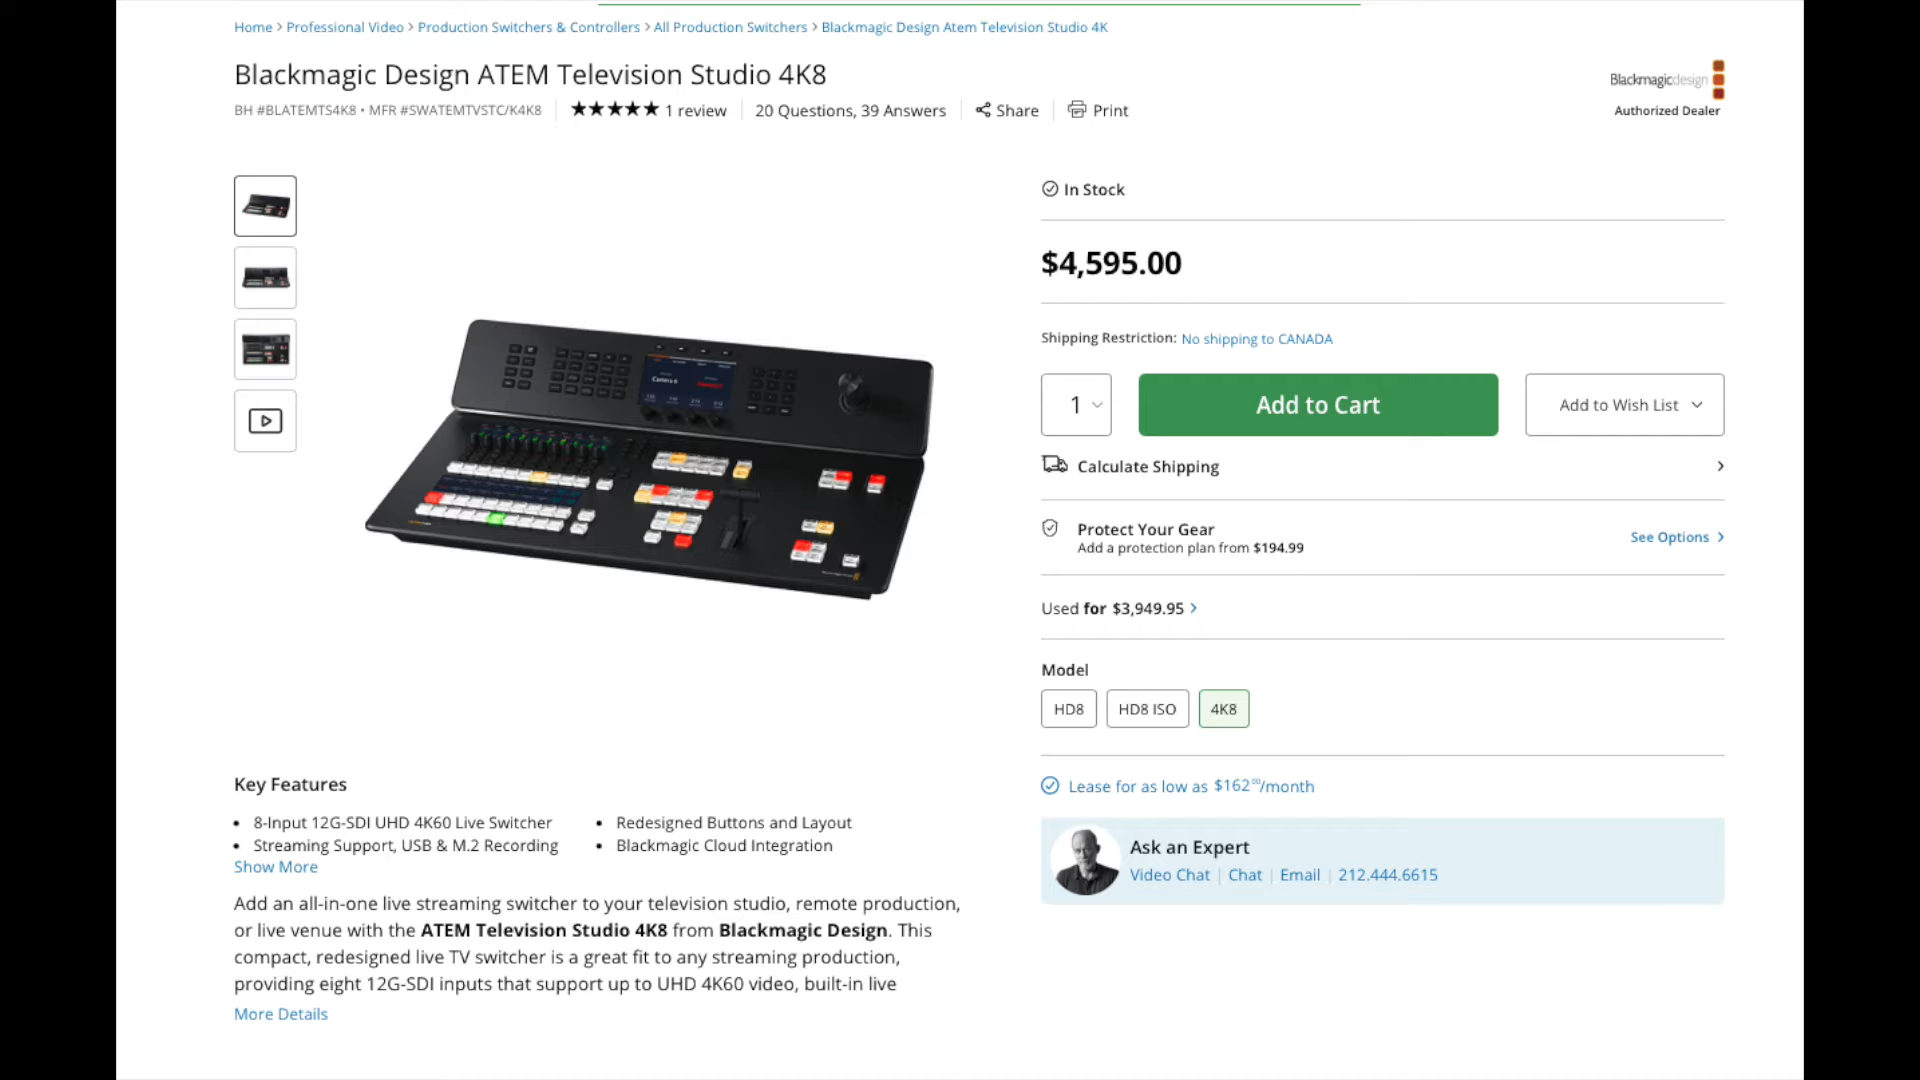 Home > Professional Video > Production Switchers & Controllers > All Production Switchers > Blackmagic Design Atem Television Studio 4K
Blackmagic Design ATEM Television Studio 4K8
Blackmagicdesign
BH #BLATEMTS4K8 • MFR #SWATEMTVSTC/K4K8
1 review
20 Questions, 39 Answers
Share
Print
Authorized Dealer
In Stock
$4,595.00
Shipping Restriction: No shipping to CANADA
1
Add to Cart
Add to Wish List
Calculate Shipping
Protect Your Gear
Add a protection plan from $194.99
See Options
Used for $3,949.95
Model
HD8
HD8 ISO
4K8
Lease for as low as $162.00/month
Ask an Expert
Video Chat | Chat | Email | 212.444.6615
Key Features
• 8-Input 12G-SDI UHD 4K60 Live Switcher
• Streaming Support, USB & M.2 Recording
• Redesigned Buttons and Layout
• Blackmagic Cloud Integration
Show More
Add an all-in-one live streaming switcher to your television studio, remote production,
or live venue with the ATEM Television Studio 4K8 from Blackmagic Design. This
compact, redesigned live TV switcher is a great fit to any streaming production,
providing eight 12G-SDI inputs that support up to UHD 4K60 video, built-in live
More Details